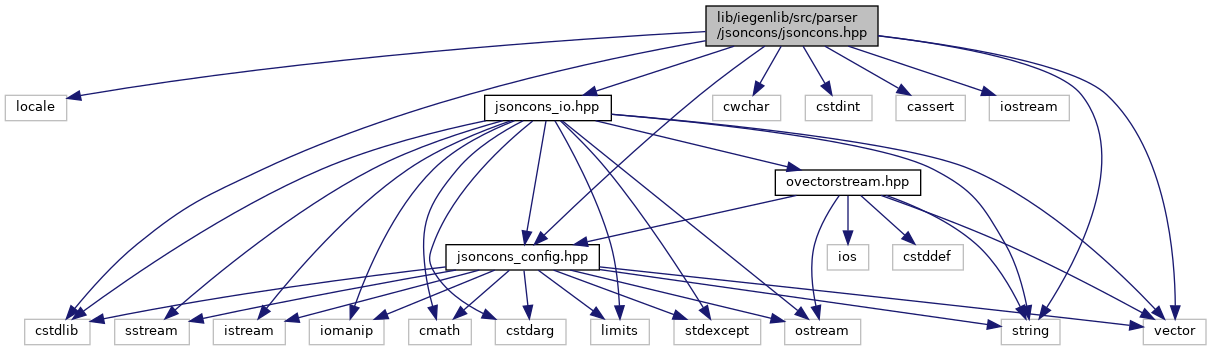 lib/iegenlib/src/parser
/jsoncons/jsoncons.hpp
locale
jsoncons_io.hpp
cwchar
cstdint
cassert
iostream
ovectorstream.hpp
jsoncons_config.hpp
ios
cstddef
cstdlib
sstream
istream
iomanip
cmath
cstdarg
limits
stdexcept
ostream
string
vector